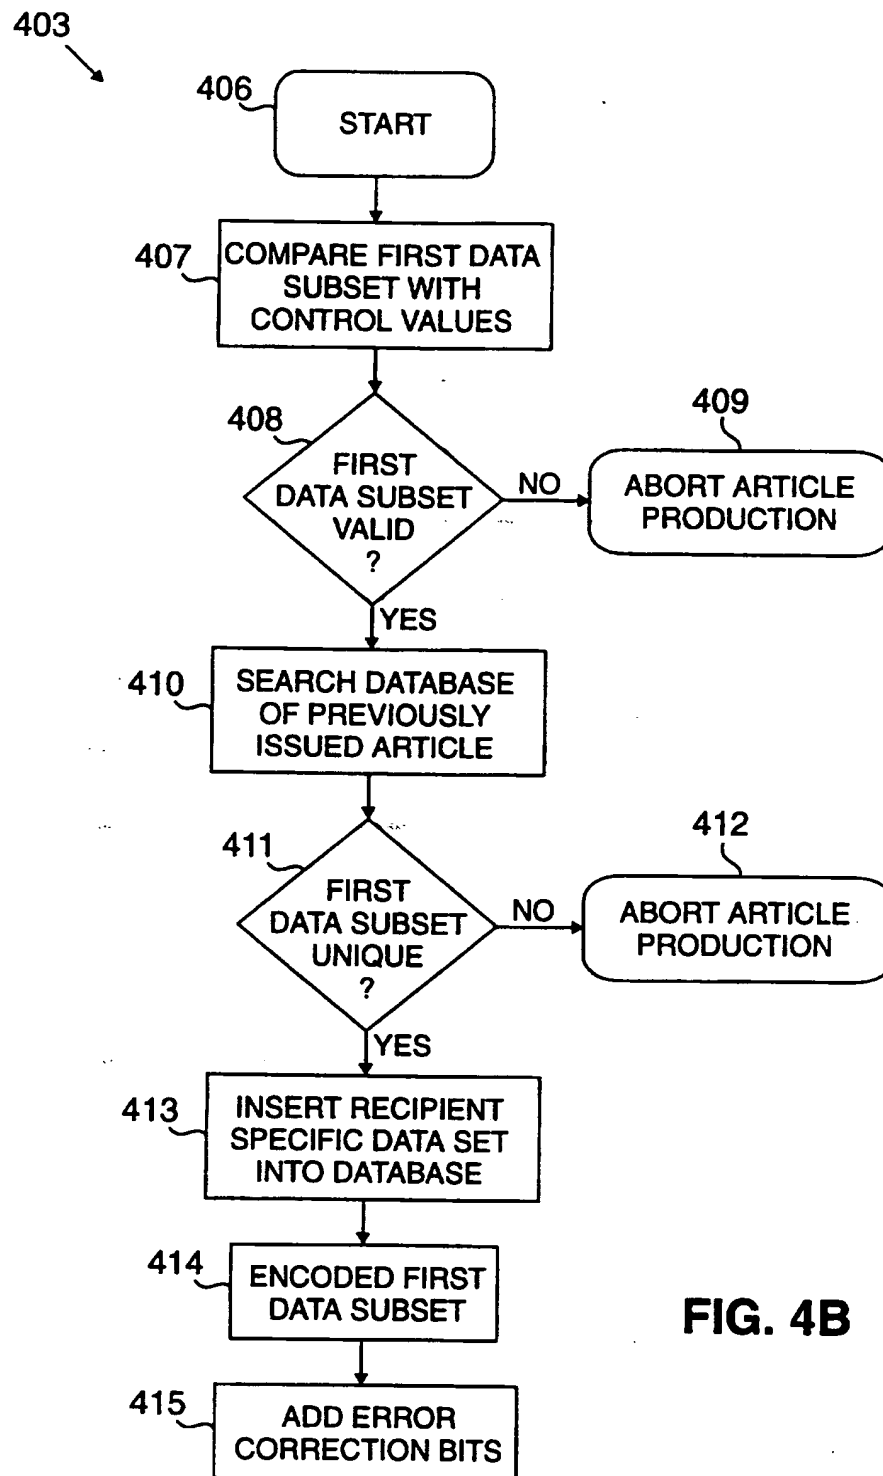 403
406
START
407
COMPARE FIRST DATA
SUBSET WITH
CONTROL VALUES
408
FIRST
DATA SUBSET
VALID
?
NO
409
ABORT ARTICLE
PRODUCTION
YES
410
SEARCH DATABASE
OF PREVIOUSLY
ISSUED ARTICLE
411
FIRST
DATA SUBSET
UNIQUE
?
NO
412
ABORT ARTICLE
PRODUCTION
YES
413
INSERT RECIPIENT
SPECIFIC DATA SET
INTO DATABASE
414
ENCODED FIRST
DATA SUBSET
415
ADD ERROR
CORRECTION BITS
FIG. 4B